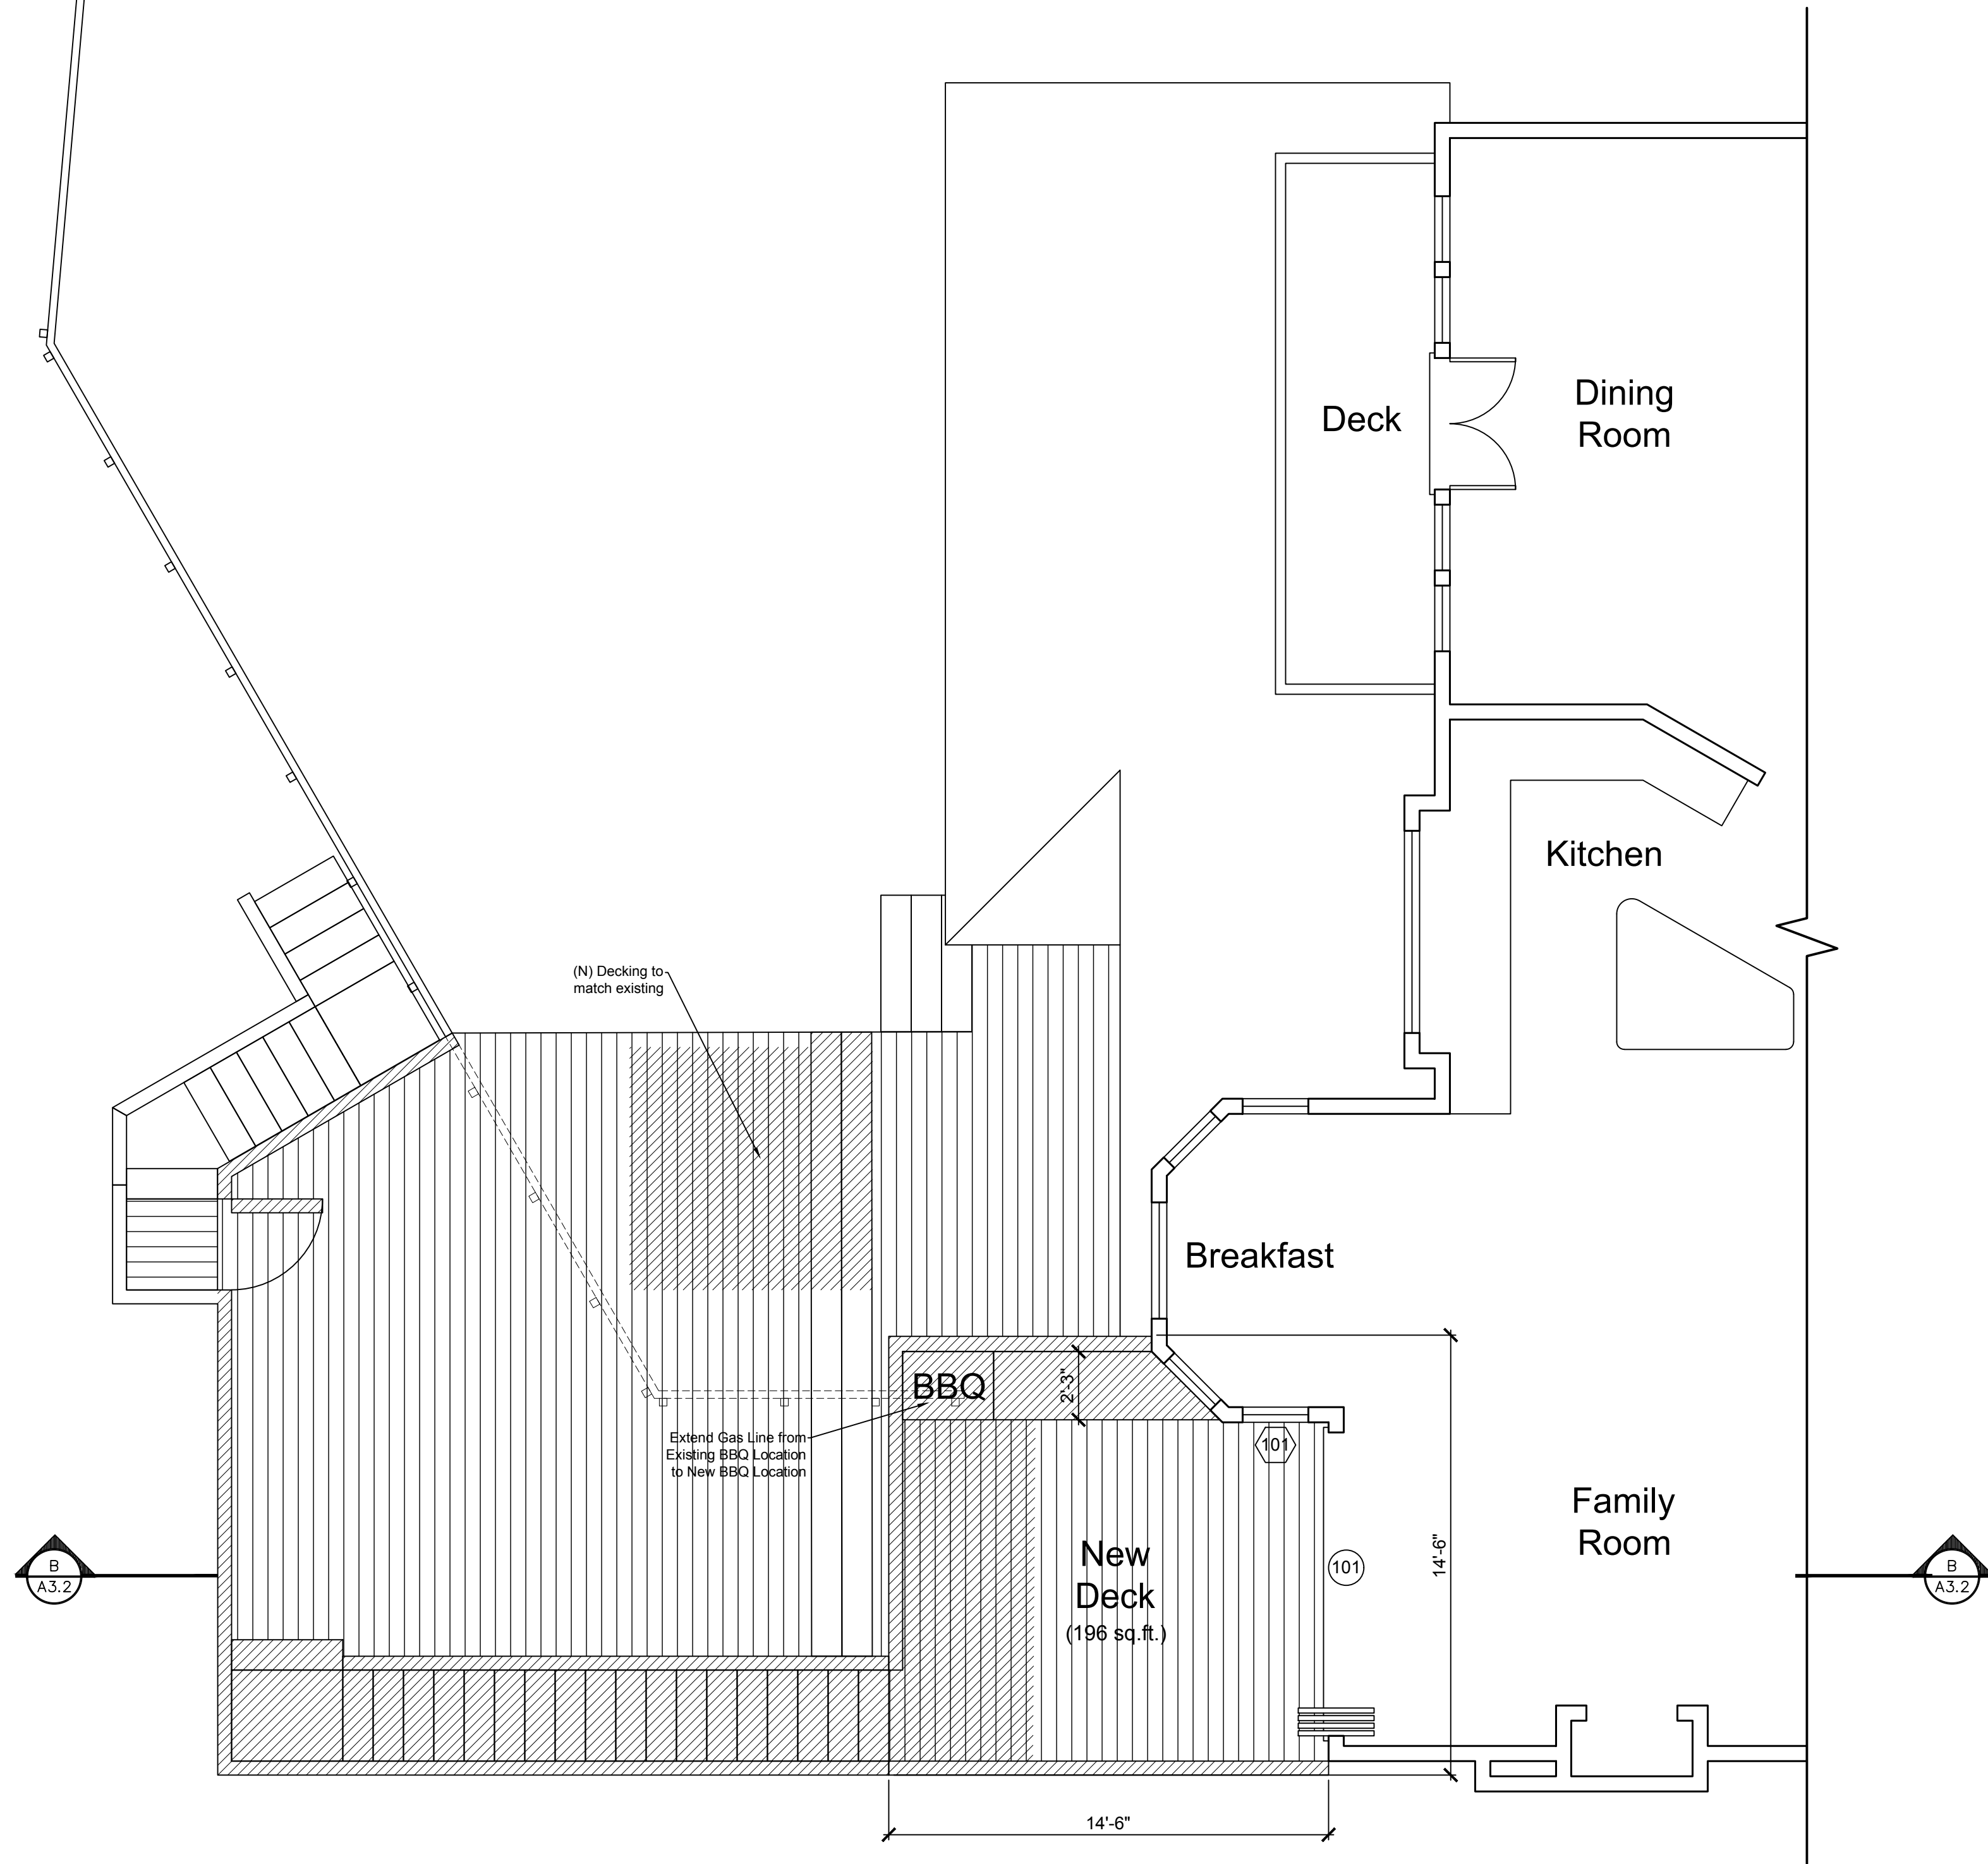 Dining
Room
Deck
Kitchen
(N) Decking to
match existing
Breakfast
BBQ
2'-3"
Extend Gas Line from
Existing BBQ Location
to New BBQ Location
101
New
Deck
(196 sq.ft.)
101
14'-6"
Family
Room
B
A3.2
B
A3.2
14'-6"